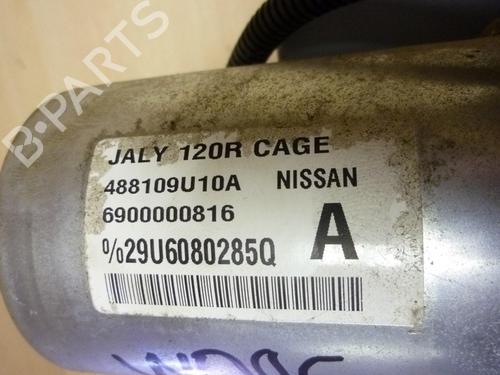 B-PARTS
JALY 120R CAGE
488109U10A NISSAN
6900000816
A
%29U6080285Q